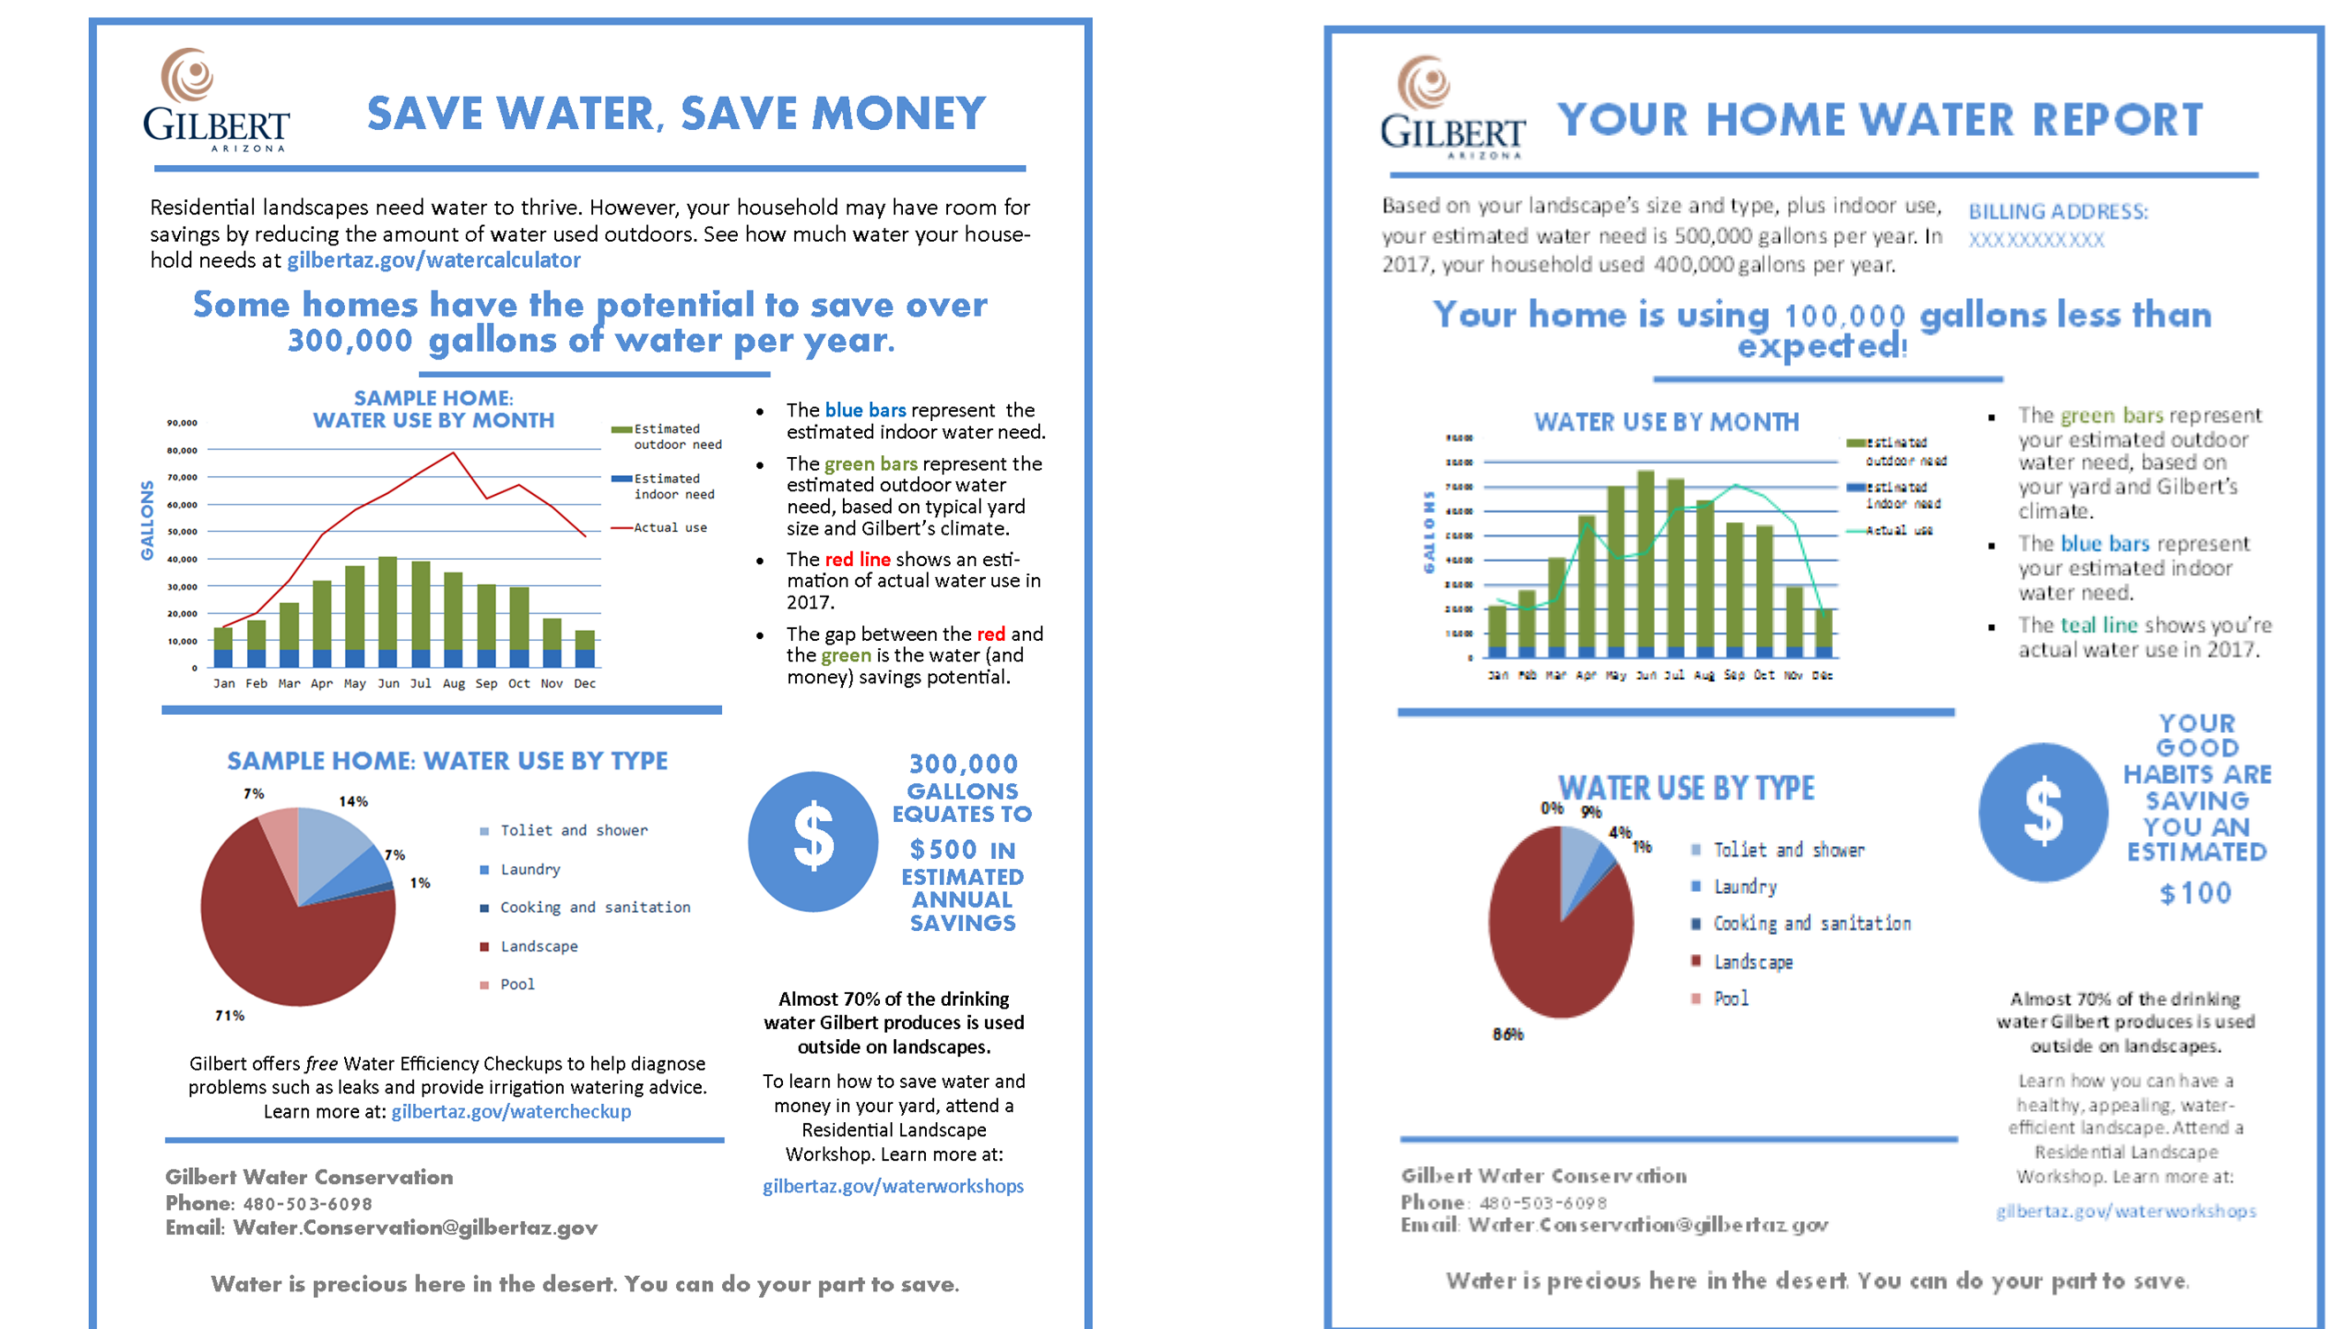 GILBERT
ARIZONA
SAVE WATER, SAVE MONEY
Residential landscapes need water to thrive. However, your household may have room for
savings by reducing the amount of water used outdoors. See how much water your house-
hold needs at gilbertaz.gov/watercalculator
Some homes have the potential to save over
300,000 gallons of water per year.
SAMPLE HOME:
WATER USE BY MONTH
GALLONS
90,000
80,000
70,000
60,000
50,000
40,000
30,000
20,000
10,000
0
Jan Feb Mar Apr May Jun Jul Aug Sep Oct Nov Dec
Estimated
outdoor need
Estimated
indoor need
Actual use
• The blue bars represent the
estimated indoor water need.
• The green bars represent the
estimated outdoor water
need, based on typical yard
size and Gilbert's climate.
• The red line shows an esti-
mation of actual water use in
2017.
• The gap between the red and
the green is the water (and
money) savings potential.
SAMPLE HOME: WATER USE BY TYPE
7%
14%
7%
1%
71%
Toliet and shower
Laundry
Cooking and sanitation
Landscape
Pool
$
300,000
GALLONS
EQUATES TO
$500 IN
ESTIMATED
ANNUAL
SAVINGS
Gilbert offers free Water Efficiency Checkups to help diagnose
problems such as leaks and provide irrigation watering advice.
Learn more at: gilbertaz.gov/watercheckup
Almost 70% of the drinking
water Gilbert produces is used
outside on landscapes.
To learn how to save water and
money in your yard, attend a
Residential Landscape
Workshop. Learn more at:
gilbertaz.gov/waterworkshops
Gilbert Water Conservation
Phone: 480-503-6098
Email: Water.Conservation@gilbertaz.gov
Water is precious here in the desert. You can do your part to save.
GILBERT
ARIZONA
YOUR HOME WATER REPORT
Based on your landscape's size and type, plus indoor use,
your estimated water need is 500,000 gallons per year. In
2017, your household used 400,000 gallons per year.
BILLING ADDRESS:
XXXXXXXXXXX
Your home is using 100,000 gallons less than
expected!
WATER USE BY MONTH
GALLONS
90,000
80,000
70,000
60,000
50,000
40,000
30,000
20,000
10,000
0
Jan Feb Mar Apr May Jun Jul Aug Sep Oct Nov Dec
Estimated
outdoor need
Estimated
indoor need
Actual use
▪ The green bars represent
your estimated outdoor
water need, based on
your yard and Gilbert's
climate.
▪ The blue bars represent
your estimated indoor
water need.
▪ The teal line shows you're
actual water use in 2017.
WATER USE BY TYPE
0%
9%
4%
1%
86%
Toliet and shower
Laundry
Cooking and sanitation
Landscape
Pool
$
YOUR
GOOD
HABITS ARE
SAVING
YOU AN
ESTIMATED
$100
Almost 70% of the drinking
water Gilbert produces is used
outside on landscapes.
Learn how you can have a
healthy, appealing, water-
efficient landscape. Attend a
Residential Landscape
Workshop. Learn more at:
gilbertaz.gov/waterworkshops
Gilbert Water Conservation
Phone: 480-503-6098
Email: Water.Conservation@gilbertaz.gov
Water is precious here in the desert. You can do your part to save.